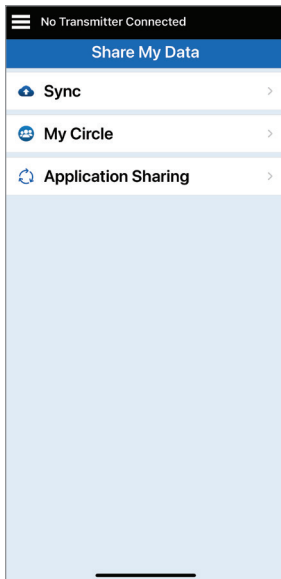 No Transmitter Connected
Share My Data
Sync
My Circle
Application Sharing